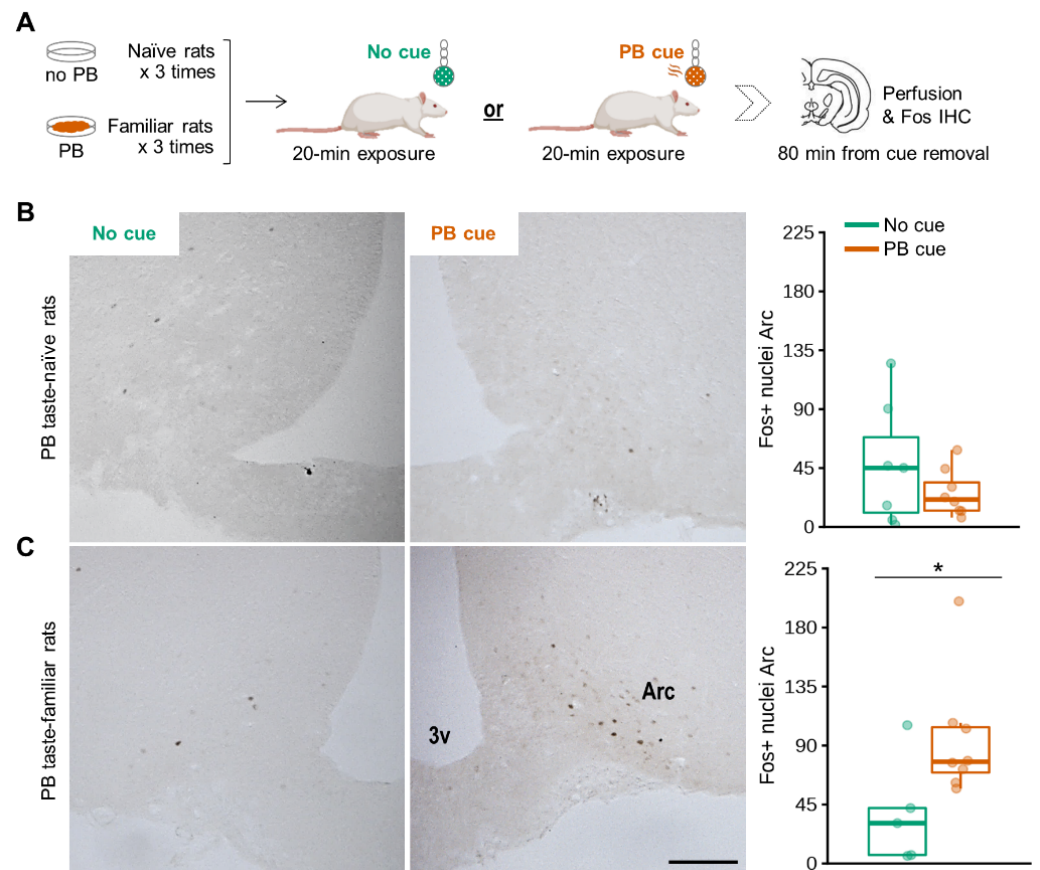 A
no PB
Naïve rats
x 3 times
PB
Familiar rats
x 3 times
No cue
20-min exposure
or
PB cue
20-min exposure
Perfusion
& Fos IHC
80 min from cue removal
B
No cue
PB cue
PB taste-naïve rats
No cue
PB cue
Fos+ nuclei Arc
225
180
135
90
45
0
C
PB taste-familiar rats
3v
Arc
*
Fos+ nuclei Arc
225
180
135
90
45
0